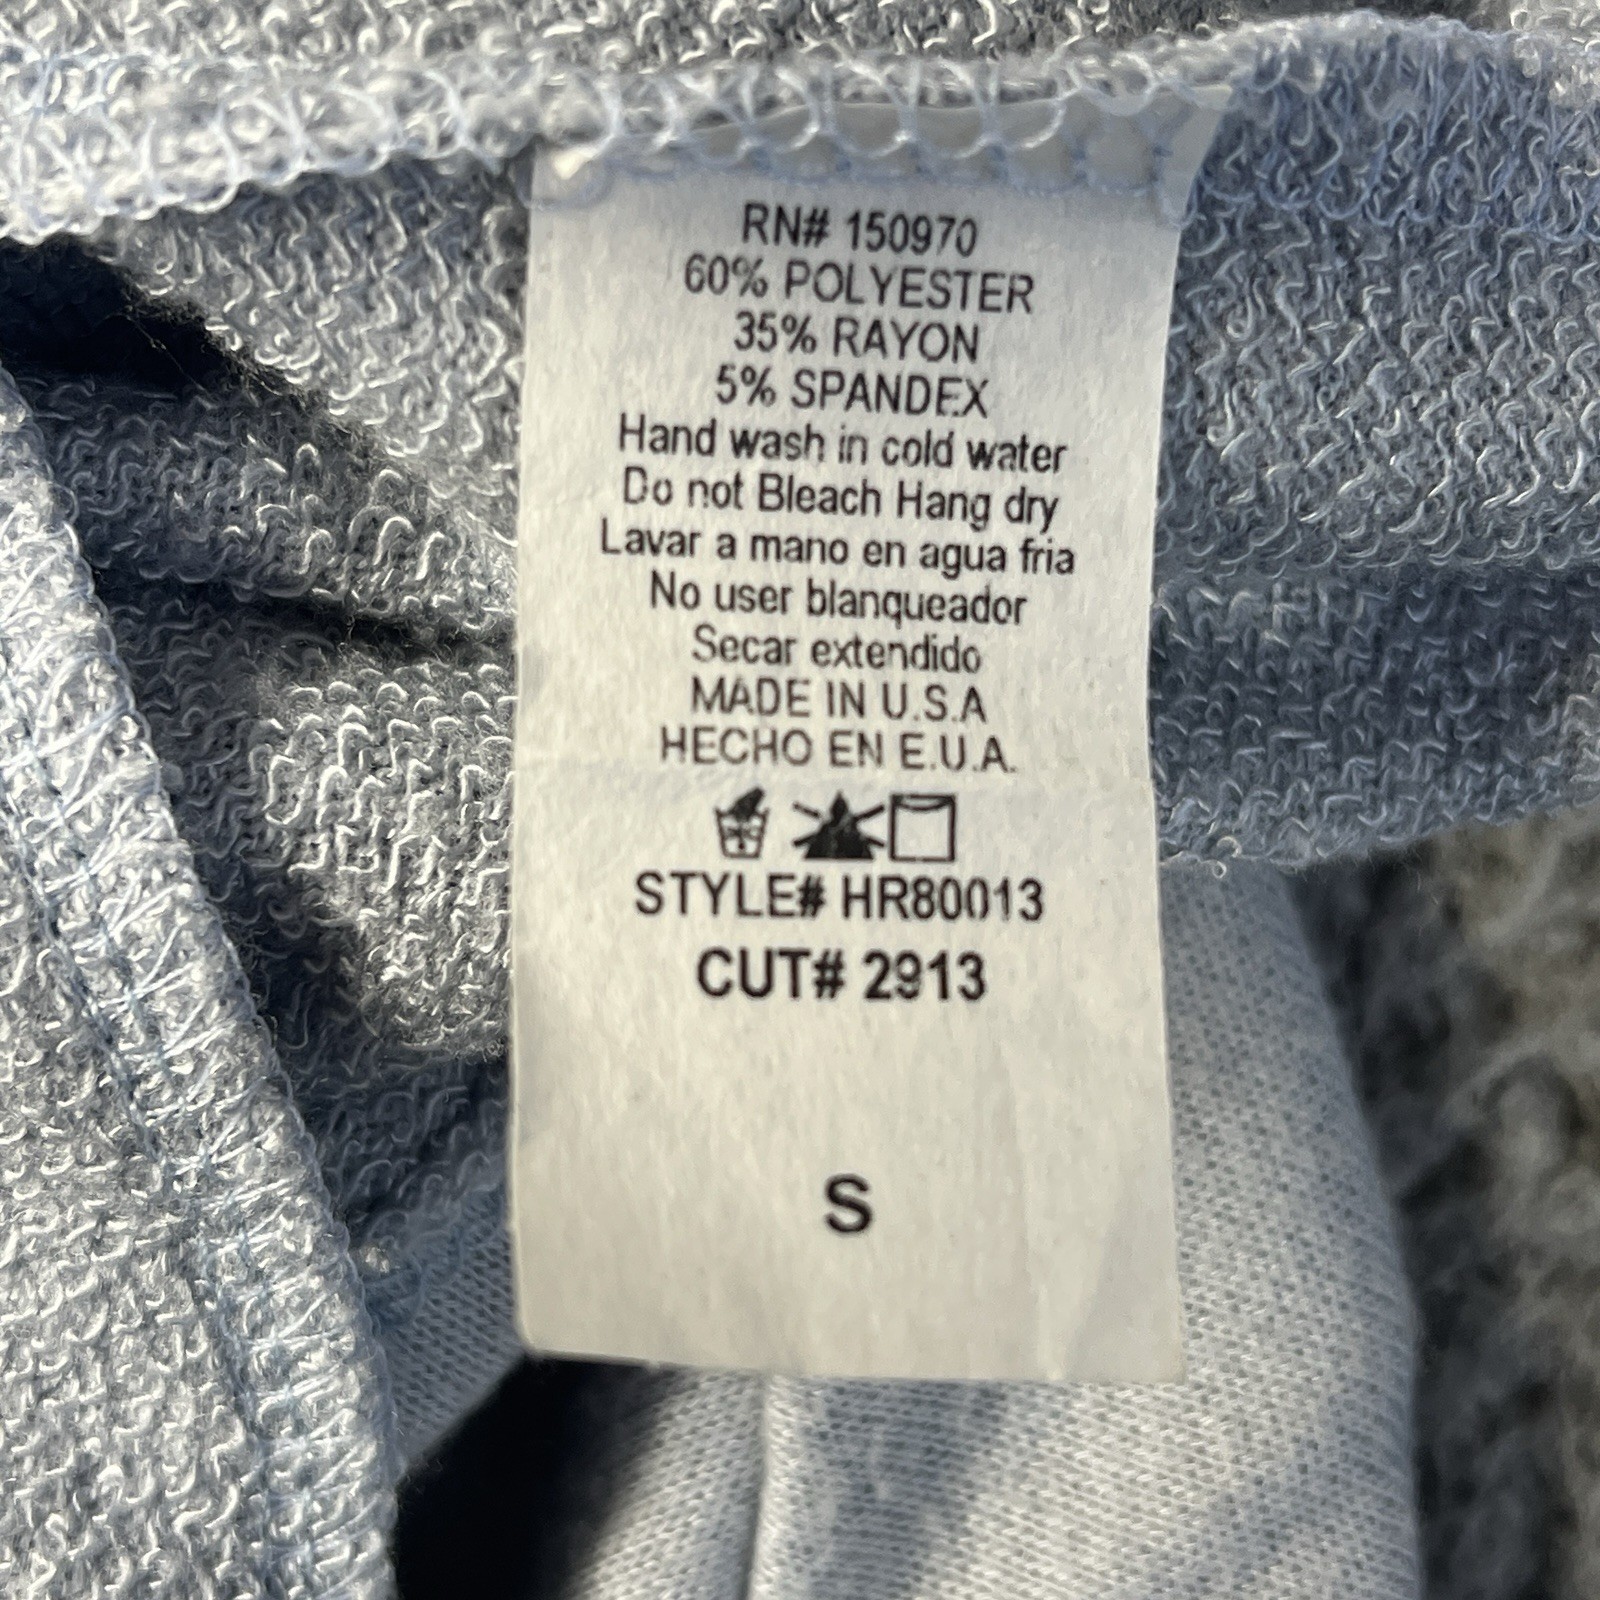 RN# 150970
60% POLYESTER
35% RAYON
5% SPANDEX
Hand wash in cold water
Do not Bleach Hang dry
Lavar a mano en agua fria
No user blanqueador
Secar extendido
MADE IN U.S.A
HECHO EN E.U.A.
STYLE# HR80013
CUT# 2913
S